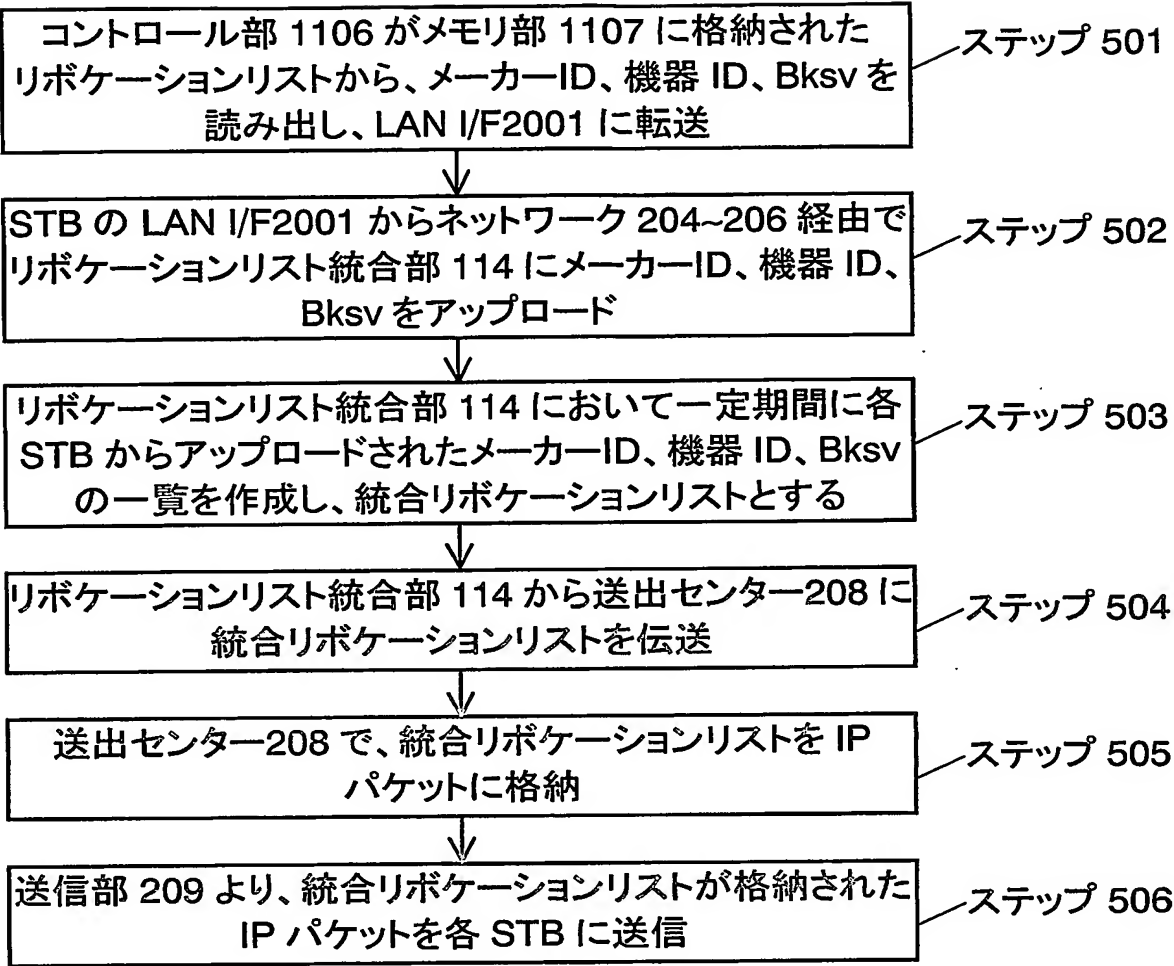 コントロール部 1106 がメモリ部 1107 に格納された
リボケーションリストから、メーカーID、機器 ID、Bksv を
読み出し、LAN I/F2001 に転送
ステップ 501
STB の LAN I/F2001 からネットワーク 204~206 経由で
リボケーションリスト統合部 114 にメーカーID、機器 ID、
Bksv をアップロード
ステップ 502
リボケーションリスト統合部 114 において一定期間に各
STB からアップロードされたメーカーID、機器 ID、Bksv
の一覧を作成し、統合リボケーションリストとする
ステップ 503
リボケーションリスト統合部 114 から送出センター208 に
統合リボケーションリストを伝送
ステップ 504
送出センター208 で、統合リボケーションリストを IP
パケットに格納
ステップ 505
送信部 209 より、統合リボケーションリストが格納された
IP パケットを各 STB に送信
ステップ 506